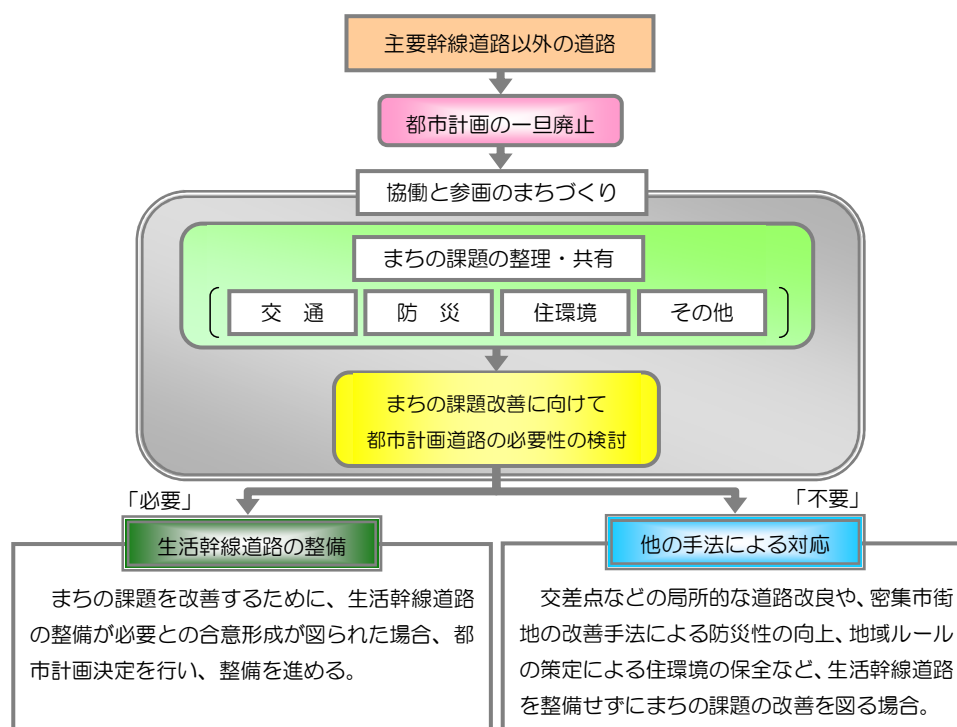 主要幹線道路以外の道路
都市計画の一旦廃止
協働と参画のまちづくり
まちの課題の整理・共有
交　通
防　災
住環境
その他
まちの課題改善に向けて
都市計画道路の必要性の検討
「必要」
「不要」
生活幹線道路の整備
まちの課題を改善するために、生活幹線道路
の整備が必要との合意形成が図られた場合、都
市計画決定を行い、整備を進める。
他の手法による対応
交差点などの局所的な道路改良や、密集市街
地の改善手法による防災性の向上、地域ルール
の策定による住環境の保全など、生活幹線道路
を整備せずにまちの課題の改善を図る場合。